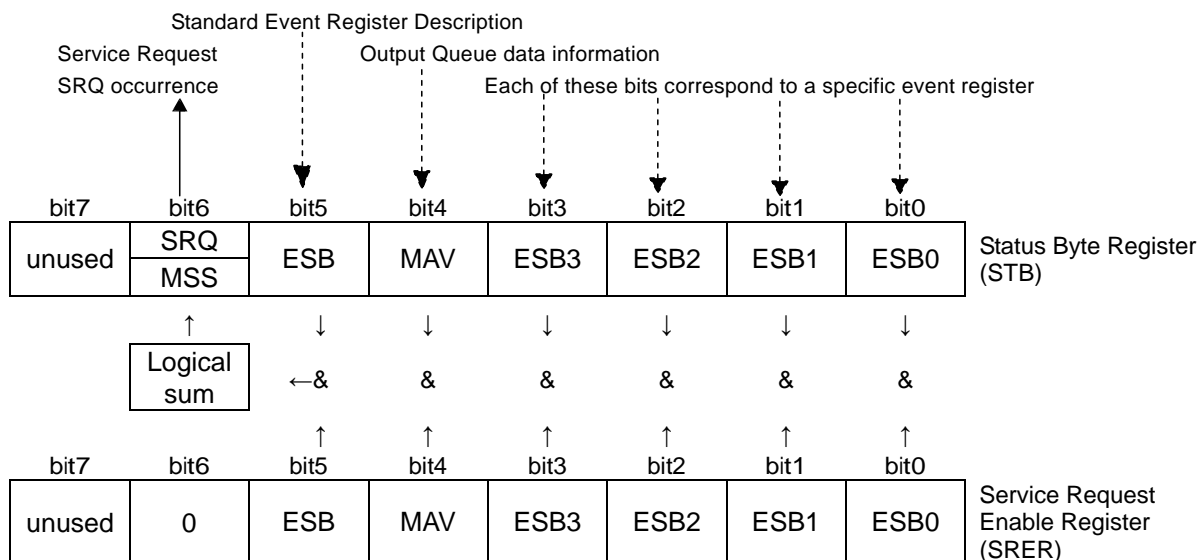 Standard Event Register Description
Service Request Output Queue data information
SRQ occurrence Each of these bits correspond to a specific event register
bit7 bit6 bit5 bit4 bit3 bit2 bit1 bit0
unused SRQ MSS ESB MAV ESB3 ESB2 ESB1 ESB0 Status Byte Register (STB)
↑ ↓ ↓ ↓ ↓ ↓ ↓
Logical sum ←& & & & & &
↑ ↑ ↑ ↑ ↑ ↑
bit7 bit6 bit5 bit4 bit3 bit2 bit1 bit0
unused 0 ESB MAV ESB3 ESB2 ESB1 ESB0 Service Request Enable Register (SRER)